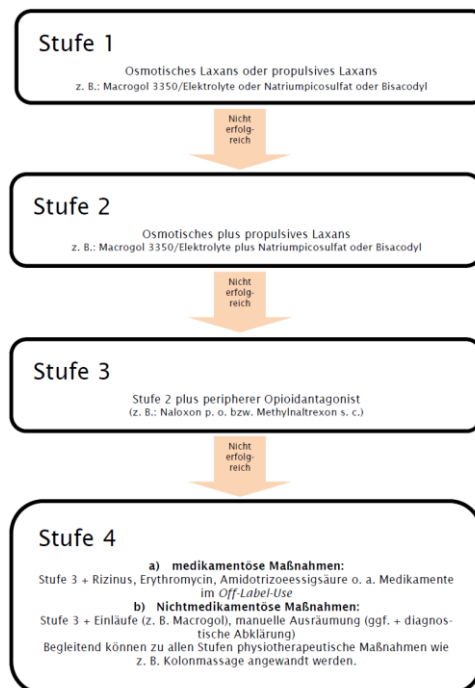 Stufe 1
Osmotisches Laxans oder propulsives Laxans
z. B.: Macrogol 3350/Elektrolyte oder Natriumpicosulfat oder Bisacodyl
Nicht
erfolg-
reich
Stufe 2
Osmotisches plus propulsives Laxans
z. B.: Macrogol 3350/Elektrolyte plus Natriumpicosulfat oder Bisacodyl
Nicht
erfolg-
reich
Stufe 3
Stufe 2 plus peripherer Opioidantagonist
(z. B.: Naloxon p. o. bzw. Methylnaltrexon s. c.)
Nicht
erfolg-
reich
Stufe 4
a) medikamentöse Maßnahmen:
Stufe 3 + Rizinus, Erythromycin, Amidotrizoeessigsäure o. a. Medikamente
im Off-Label-Use
b) Nichtmedikamentöse Maßnahmen:
Stufe 3 + Einläufe (z. B. Macrogol), manuelle Ausräumung (ggf. + diagnos-
tische Abklärung)
Begleitend können zu allen Stufen physiotherapeutische Maßnahmen wie
z. B. Kolonmassage angewandt werden.